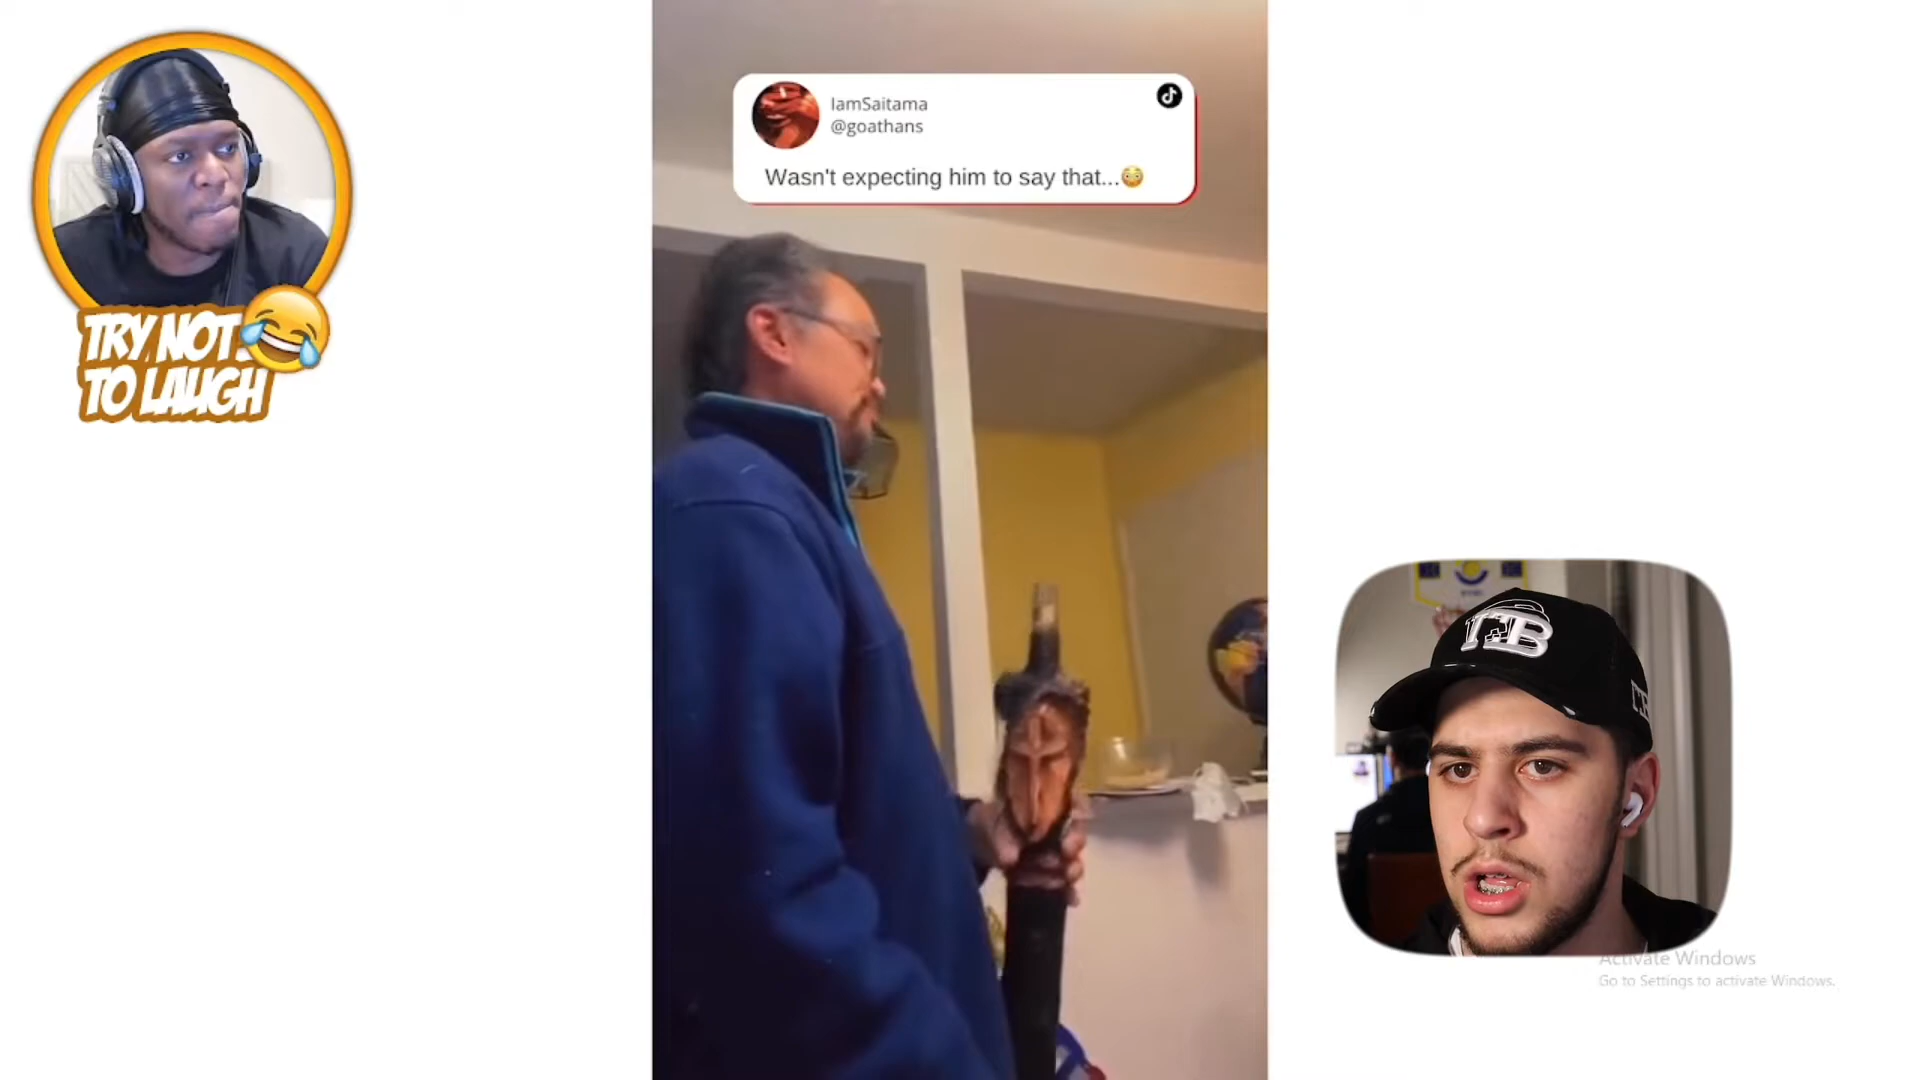 IamSaitama
@goathans
Wasn't expecting him to say that...😳
TRY NOT
TO LAUGH
Activate Windows
Go to Settings to activate Windows.